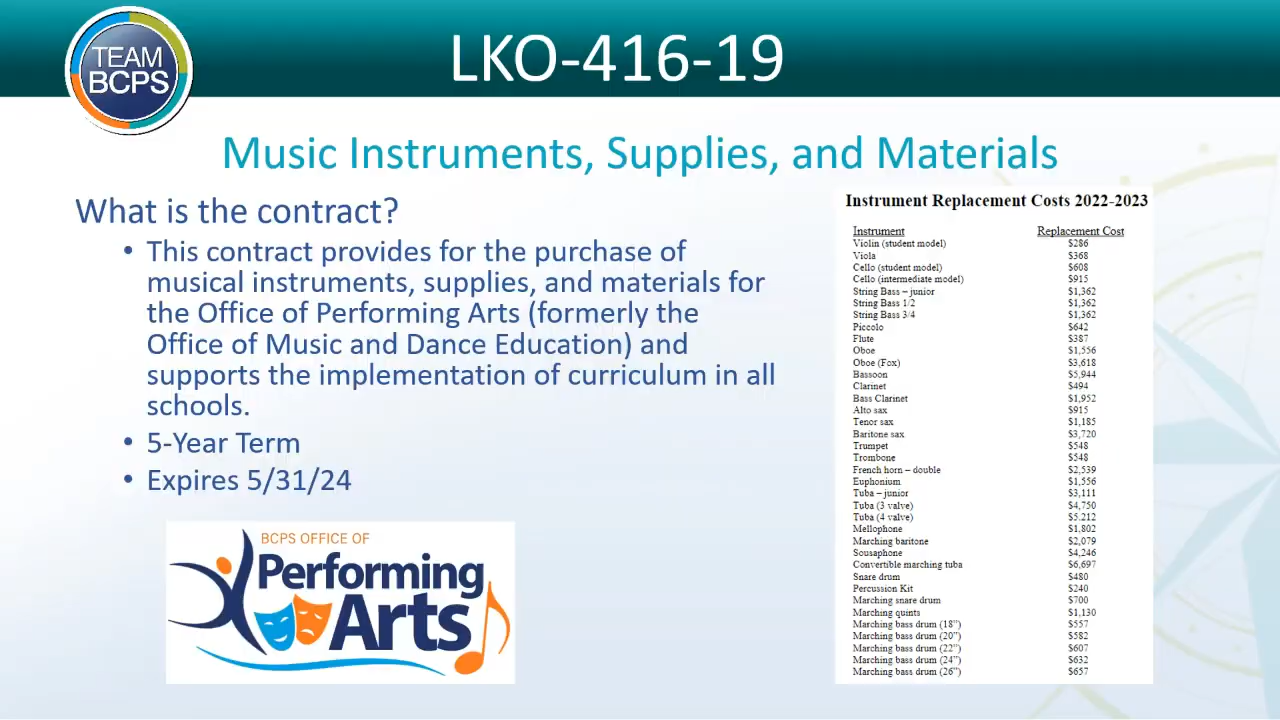 TEAM
BCPS
LKO-416-19
Music Instruments, Supplies, and Materials
What is the contract?
• This contract provides for the purchase of
musical instruments, supplies, and materials for
the Office of Performing Arts (formerly the
Office of Music and Dance Education) and
supports the implementation of curriculum in all
schools.
• 5-Year Term
• Expires 5/31/24
BCPS OFFICE OF
Performing
Arts
Instrument Replacement Costs 2022-2023
Instrument Replacement Cost
Violin (student model) $286
Viola $368
Cello (student model) $608
Cello (intermediate model) $915
String Bass – junior $1,362
String Bass 1/2 $1,362
String Bass 3/4 $1,362
Piccolo $642
Flute $387
Oboe $1,556
Oboe (Fox) $3,618
Bassoon $5,944
Clarinet $494
Bass Clarinet $1,952
Alto sax $915
Tenor sax $1,185
Baritone sax $3,720
Trumpet $548
Trombone $548
French horn – double $2,539
Euphonium $1,556
Tuba – junior $3,111
Tuba (3 valve) $4,750
Tuba (4 valve) $5.212
Mellophone $1,802
Marching baritone $2,079
Sousaphone $4,246
Convertible marching tuba $6,697
Snare drum $480
Percussion Kit $240
Marching snare drum $700
Marching quints $1,130
Marching bass drum (18”) $557
Marching bass drum (20”) $582
Marching bass drum (22”) $607
Marching bass drum (24”) $632
Marching bass drum (26”) $657